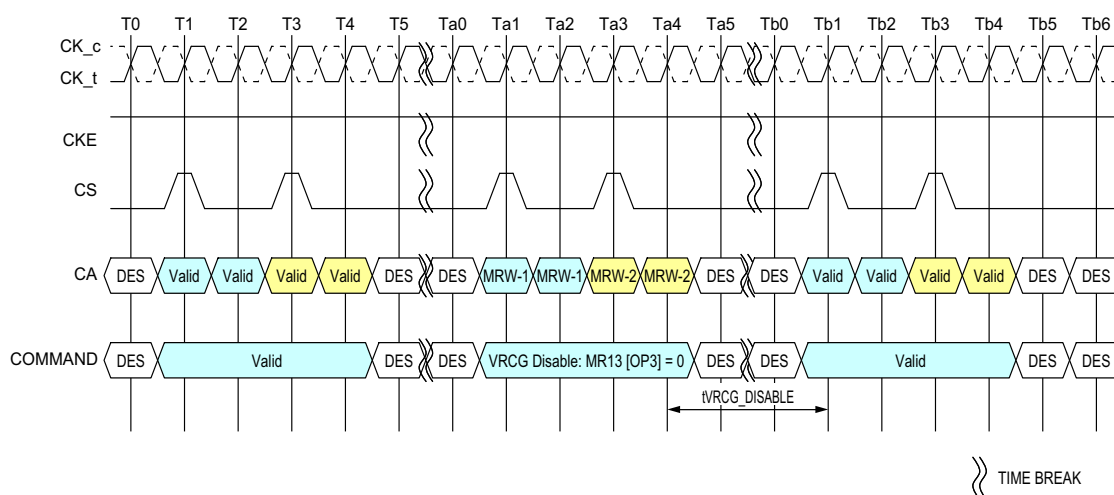 T0 T1 T2 T3 T4 T5 Ta0 Ta1 Ta2 Ta3 Ta4 Ta5 Tb0 Tb1 Tb2 Tb3 Tb4 Tb5 Tb6
CK_c
CK_t
CKE
CS
CA DES Valid Valid Valid Valid DES DES MRW-1 MRW-1 MRW-2 MRW-2 DES DES Valid Valid Valid Valid DES DES
COMMAND DES Valid DES DES VRCG Disable: MR13 [OP3] = 0 DES DES Valid DES DES
tVRCG_DISABLE
TIME BREAK